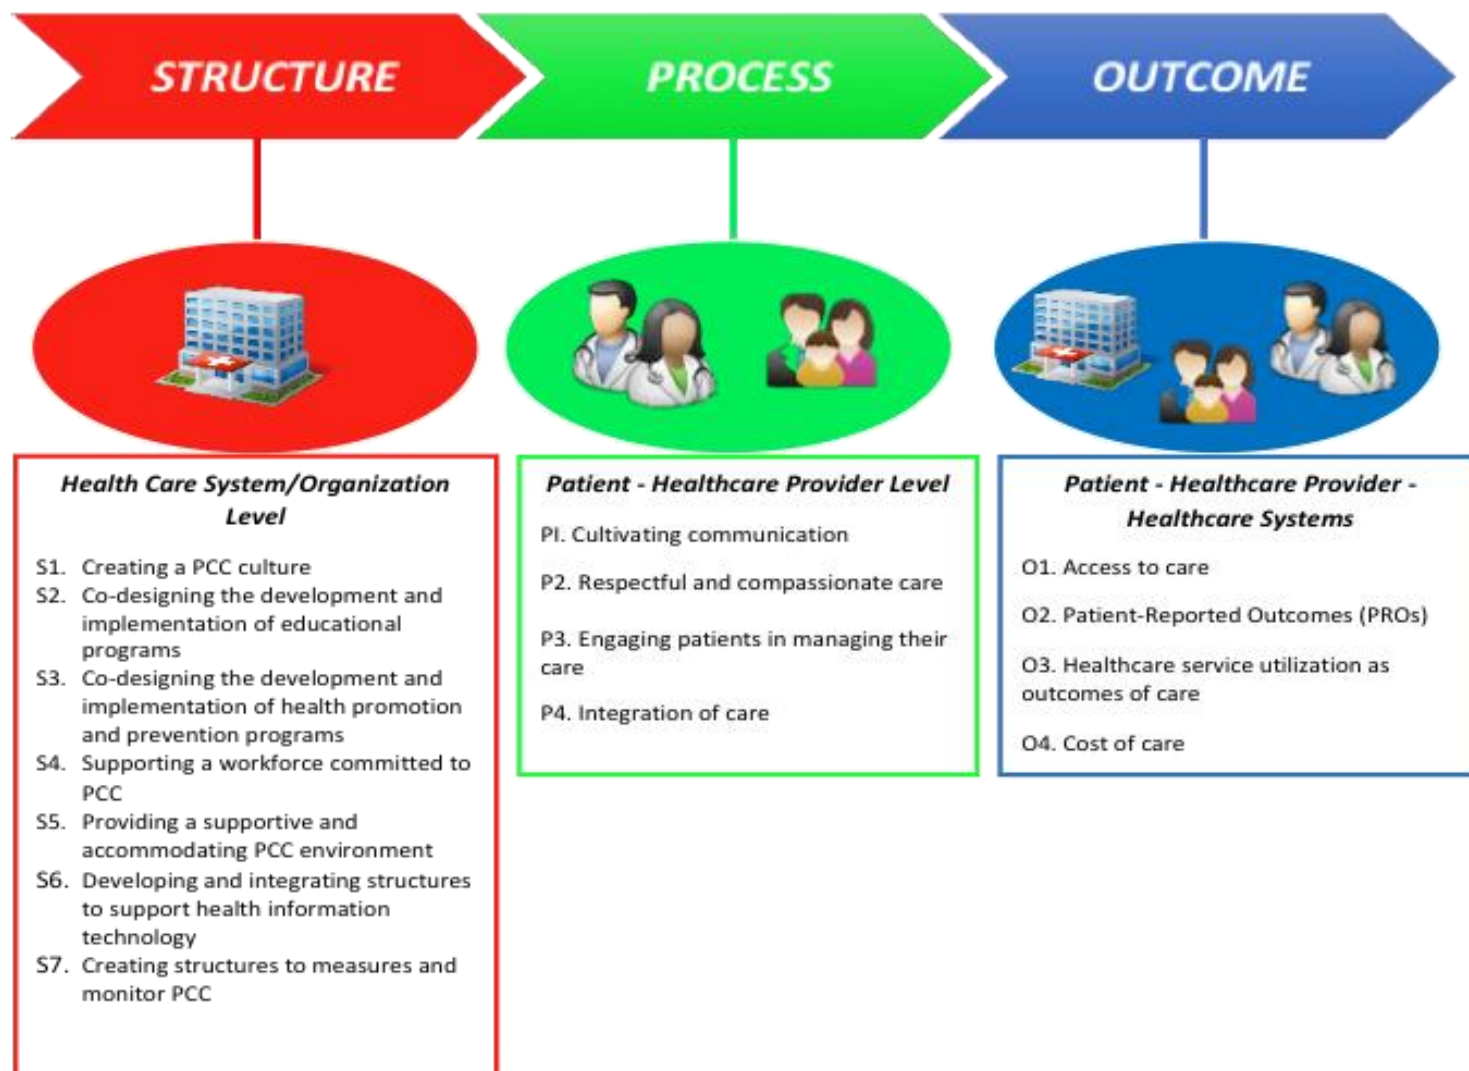 STRUCTURE
PROCESS
OUTCOME
Health Care System/Organization
Level
S1. Creating a PCC culture
S2. Co-designing the development and
implementation of educational
programs
S3. Co-designing the development and
implementation of health promotion
and prevention programs
S4. Supporting a workforce committed to
PCC
S5. Providing a supportive and
accommodating PCC environment
S6. Developing and integrating structures
to support health information
technology
S7. Creating structures to measures and
monitor PCC
Patient - Healthcare Provider Level
PI. Cultivating communication
P2. Respectful and compassionate care
P3. Engaging patients in managing their
care
P4. Integration of care
Patient - Healthcare Provider -
Healthcare Systems
O1. Access to care
O2. Patient-Reported Outcomes (PROs)
O3. Healthcare service utilization as
outcomes of care
O4. Cost of care